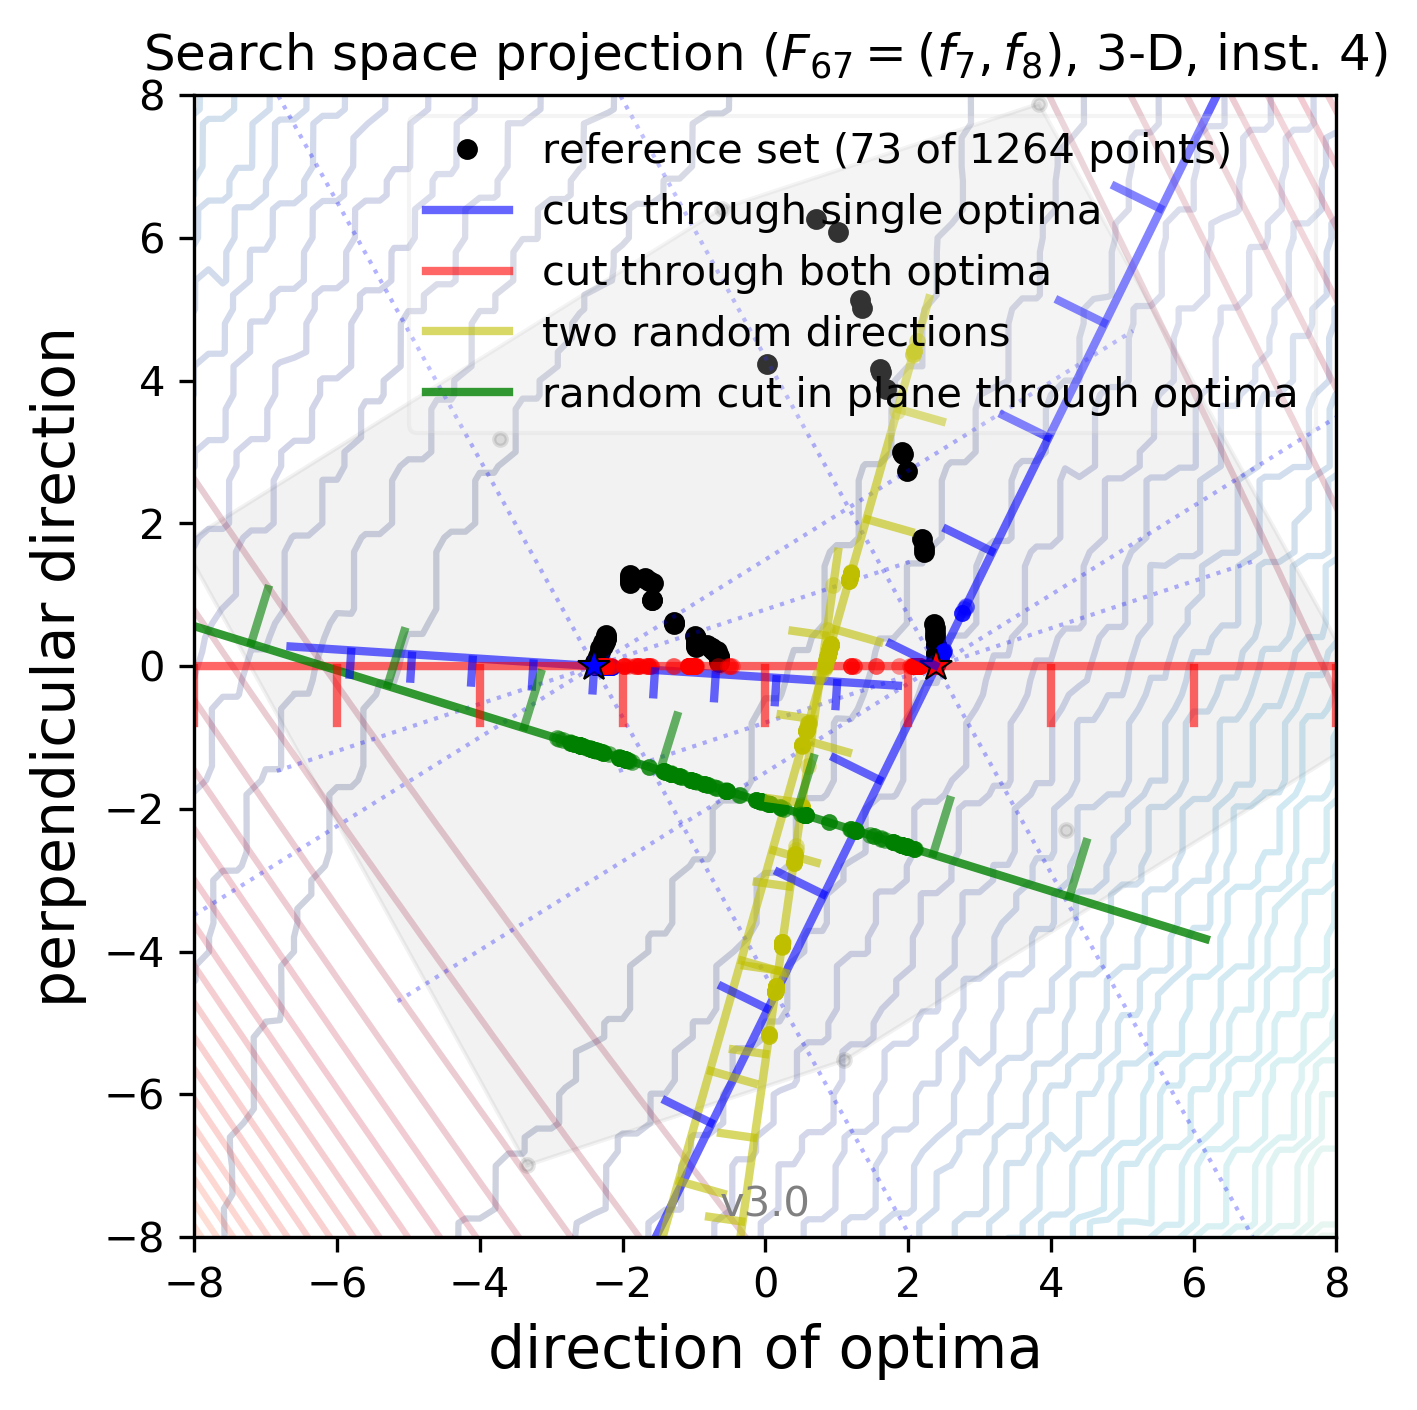 Search space projection (F₆₇ = (f₇, f₈), 3-D, inst. 4)
reference set (73 of 1264 points)
cuts through single optima
cut through both optima
two random directions
random cut in plane through optima
perpendicular direction
8
6
4
2
0
−2
−4
−6
−8
v3.0
−8 −6 −4 −2 0 2 4 6 8
direction of optima